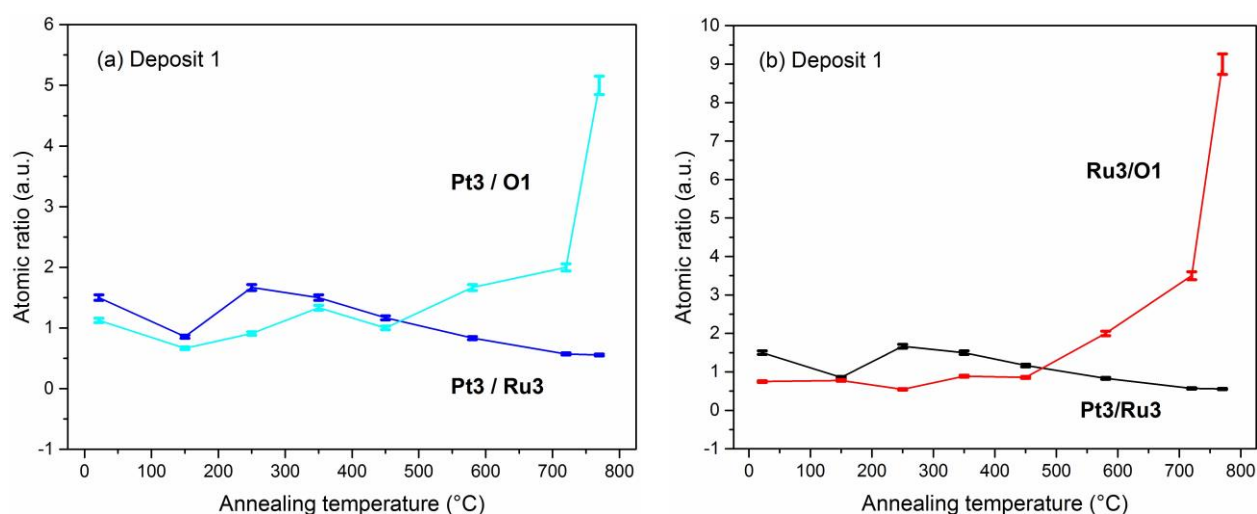 (a) Deposit 1
6
5
4
3
2
1
0
-1
Atomic ratio (a.u.)
Pt3 / O1
Pt3 / Ru3
0 100 200 300 400 500 600 700 800
Annealing temperature (°C)
(b) Deposit 1
10
9
8
7
6
5
4
3
2
1
0
-1
Atomic ratio (a.u.)
Ru3/O1
Pt3/Ru3
0 100 200 300 400 500 600 700 800
Annealing temperature (°C)